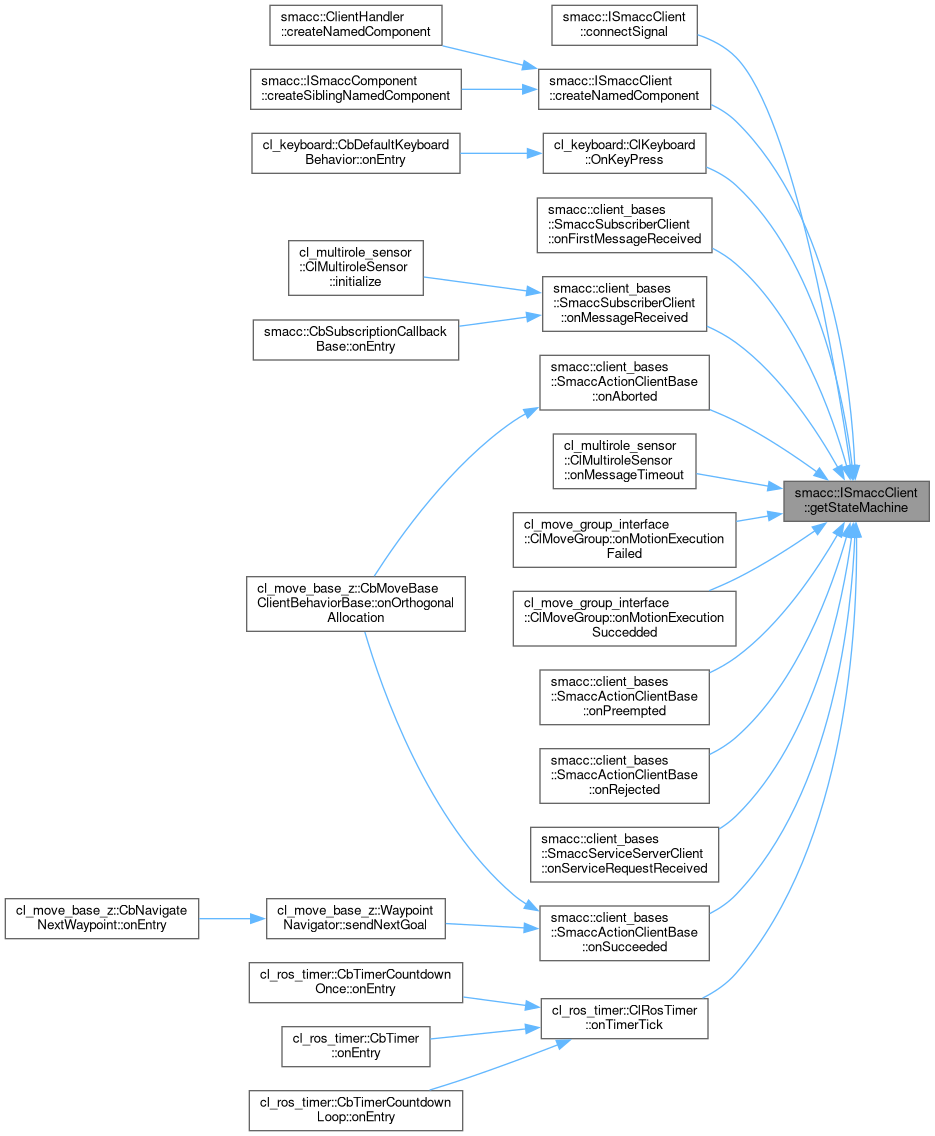 smacc::ClientHandler
::createNamedComponent
smacc::ISmaccClient
::connectSignal
smacc::ISmaccComponent
::createSiblingNamedComponent
smacc::ISmaccClient
::createNamedComponent
cl_keyboard::CbDefaultKeyboard
Behavior::onEntry
cl_keyboard::ClKeyboard
::OnKeyPress
smacc::client_bases
::SmaccSubscriberClient
::onFirstMessageReceived
cl_multirole_sensor
::ClMultiroleSensor
::initialize
smacc::client_bases
::SmaccSubscriberClient
::onMessageReceived
smacc::CbSubscriptionCallback
Base::onEntry
smacc::client_bases
::SmaccActionClientBase
::onAborted
cl_multirole_sensor
::ClMultiroleSensor
::onMessageTimeout
smacc::ISmaccClient
::getStateMachine
cl_move_group_interface
::ClMoveGroup::onMotionExecution
Failed
cl_move_base_z::CbMoveBase
ClientBehaviorBase::onOrthogonal
Allocation
cl_move_group_interface
::ClMoveGroup::onMotionExecution
Succedded
smacc::client_bases
::SmaccActionClientBase
::onPreempted
smacc::client_bases
::SmaccActionClientBase
::onRejected
smacc::client_bases
::SmaccServiceServerClient
::onServiceRequestReceived
cl_move_base_z::CbNavigate
NextWaypoint::onEntry
cl_move_base_z::Waypoint
Navigator::sendNextGoal
smacc::client_bases
::SmaccActionClientBase
::onSucceeded
cl_ros_timer::CbTimerCountdown
Once::onEntry
cl_ros_timer::ClRosTimer
::onTimerTick
cl_ros_timer::CbTimer
::onEntry
cl_ros_timer::CbTimerCountdown
Loop::onEntry